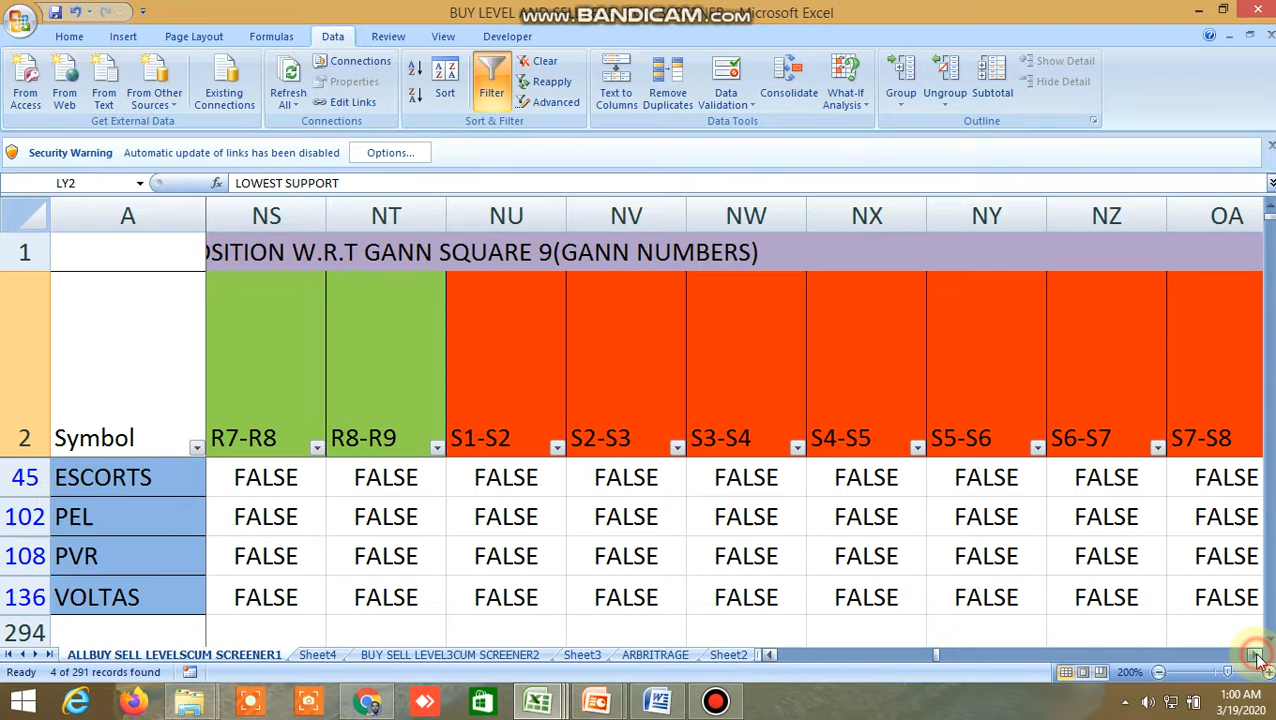 BUY LEVEL AND SEL
NER - Microsoft Excel
www.BANDICAM.com
Home Insert Page Layout Formulas Data Review View Developer
From Access
From Web
From Text
From Other Sources
Existing Connections
Get External Data
Refresh All
Connections
Properties
Edit Links
Connections
Sort
Filter
Clear
Reapply
Advanced
Sort & Filter
Text to Columns
Remove Duplicates
Data Validation
Consolidate
What-If Analysis
Data Tools
Group
Ungroup
Subtotal
Show Detail
Hide Detail
Outline
Security Warning Automatic update of links has been disabled Options...
LY2 fx LOWEST SUPPORT
A NS NT NU NV NW NX NY NZ OA
1 OSITION W.R.T GANN SQUARE 9(GANN NUMBERS)
2 Symbol R7-R8 R8-R9 S1-S2 S2-S3 S3-S4 S4-S5 S5-S6 S6-S7 S7-S8
45 ESCORTS FALSE FALSE FALSE FALSE FALSE FALSE FALSE FALSE FALSE
102 PEL FALSE FALSE FALSE FALSE FALSE FALSE FALSE FALSE FALSE
108 PVR FALSE FALSE FALSE FALSE FALSE FALSE FALSE FALSE FALSE
136 VOLTAS FALSE FALSE FALSE FALSE FALSE FALSE FALSE FALSE FALSE
294
ALLBUY SELL LEVELSCUM SCREENER1 Sheet4 BUY SELL LEVEL3CUM SCREENER2 Sheet3 ARBITRAGE Sheet2
Ready 4 of 291 records found 200%
1:00 AM
3/19/2020